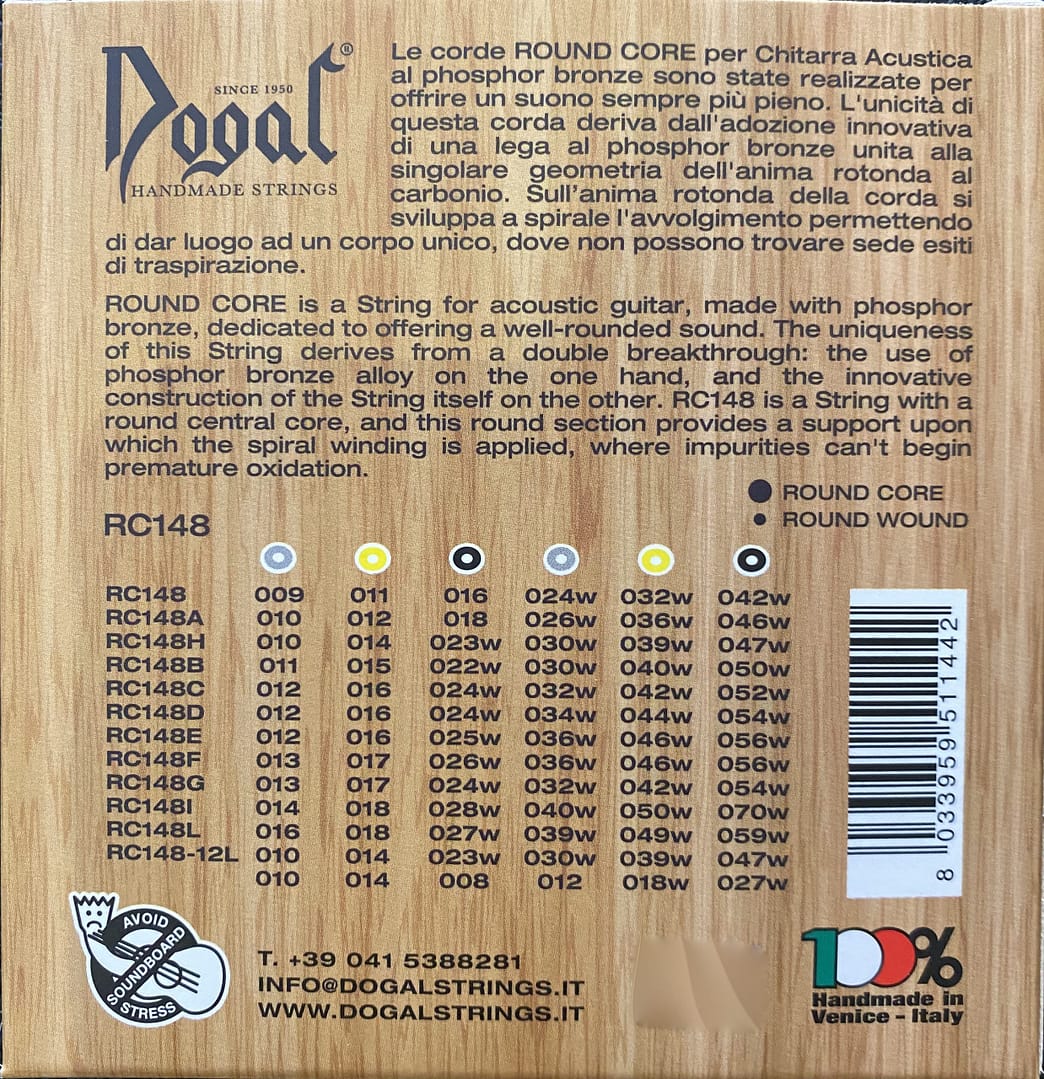 Dogal®
SINCE 1950
HANDMADE STRINGS
Le corde ROUND CORE per Chitarra Acustica
al phosphor bronze sono state realizzate per
offrire un suono sempre più pieno. L'unicità di
questa corda deriva dall'adozione innovativa
di una lega al phosphor bronze unita alla
singolare geometria dell'anima rotonda al
carbonio. Sull'anima rotonda della corda si
sviluppa a spirale l'avvolgimento permettendo
di dar luogo ad un corpo unico, dove non possono trovare sede esiti
di traspirazione.
ROUND CORE is a String for acoustic guitar, made with phosphor
bronze, dedicated to offering a well-rounded sound. The uniqueness
of this String derives from a double breakthrough: the use of
phosphor bronze alloy on the one hand, and the innovative
construction of the String itself on the other. RC148 is a String with a
round central core, and this round section provides a support upon
which the spiral winding is applied, where impurities can't begin
premature oxidation.
ROUND CORE
ROUND WOUND
RC148
RC148 009 011 016 024w 032w 042w
RC148A 010 012 018 026w 036w 046w
RC148H 010 014 023w 030w 039w 047w
RC148B 011 015 022w 030w 040w 050w
RC148C 012 016 024w 032w 042w 052w
RC148D 012 016 024w 034w 044w 054w
RC148E 012 016 025w 036w 046w 056w
RC148F 013 017 026w 036w 046w 056w
RC148G 013 017 024w 032w 042w 054w
RC148I 014 018 028w 040w 050w 070w
RC148L 016 018 027w 039w 049w 059w
RC148-12L 010 014 023w 030w 039w 047w
010 014 008 012 018w 027w
8 033959 511442
AVOID
SOUNDBOARD
STRESS
T. +39 041 5388281
INFO@DOGALSTRINGS.IT
WWW.DOGALSTRINGS.IT
100%
Handmade in
Venice - Italy